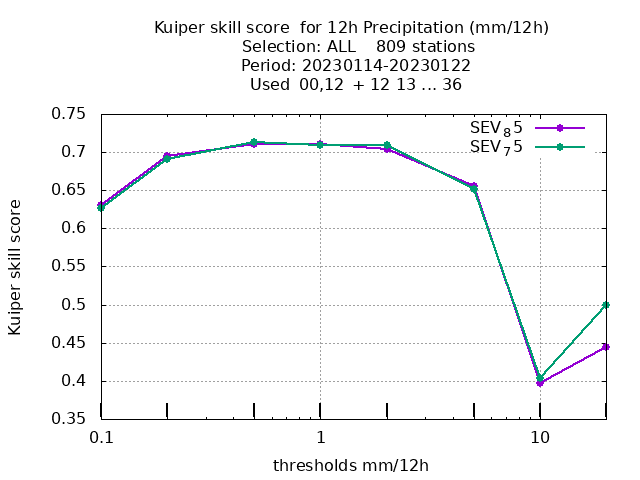 Kuiper skill score  for 12h Precipitation (mm/12h)
Selection: ALL    809 stations
Period: 20230114-20230122
Used  00,12  + 12 13 ... 36
SEV₈5
SEV₇5
0.75
0.7
0.65
0.6
0.55
0.5
0.45
0.4
0.35
Kuiper skill score
0.1
1
10
thresholds mm/12h